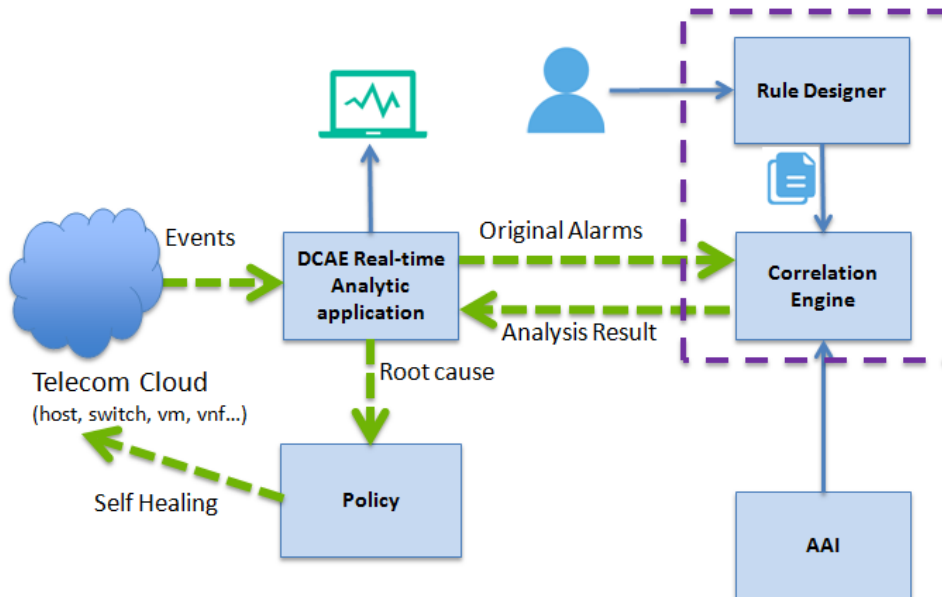 Rule Designer
Events
Original Alarms
DCAE Real-time
Analytic
application
Correlation
Engine
Analysis Result
Root cause
Telecom Cloud
(host, switch, vm, vnf...)
Self Healing
Policy
AAI